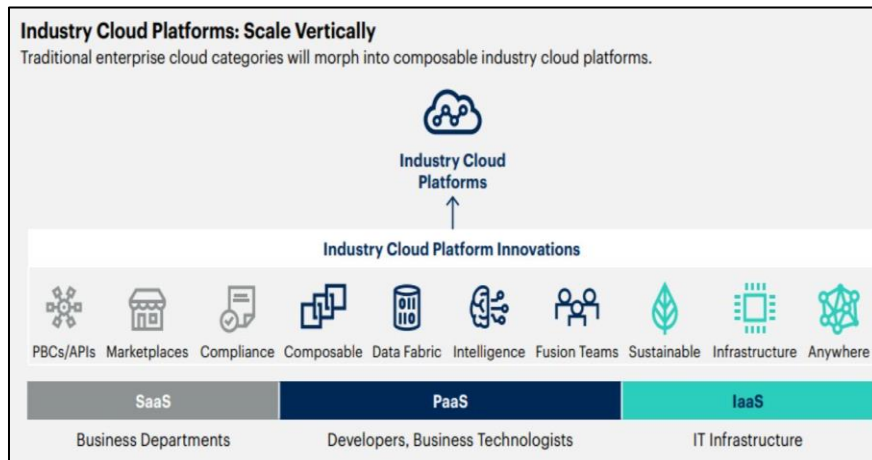 Industry Cloud Platforms: Scale Vertically
Traditional enterprise cloud categories will morph into composable industry cloud platforms.
Industry Cloud
Platforms
Industry Cloud Platform Innovations
PBCs/APIs Marketplaces Compliance Composable Data Fabric Intelligence Fusion Teams Sustainable Infrastructure Anywhere
SaaS PaaS IaaS
Business Departments Developers, Business Technologists IT Infrastructure